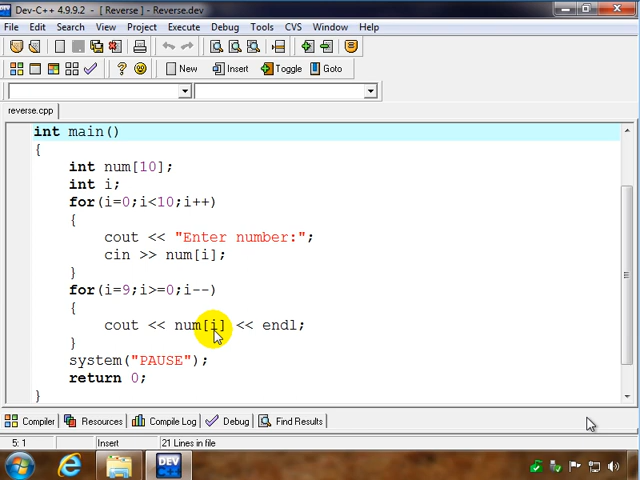 Dev-C++ 4.9.9.2 - [ Reverse ] - Reverse.dev
File Edit Search View Project Execute Debug Tools CVS Window Help
New Insert Toggle Goto
reverse.cpp
int main()
{
int num[10];
int i;
for(i=0;i<10;i++)
{
cout << "Enter number:";
cin >> num[i];
}
for(i=9;i>=0;i--)
{
cout << num[i] << endl;
}
system("PAUSE");
return 0;
}
Compiler Resources Compile Log Debug Find Results
5: 1 Insert 21 Lines in file
DEV